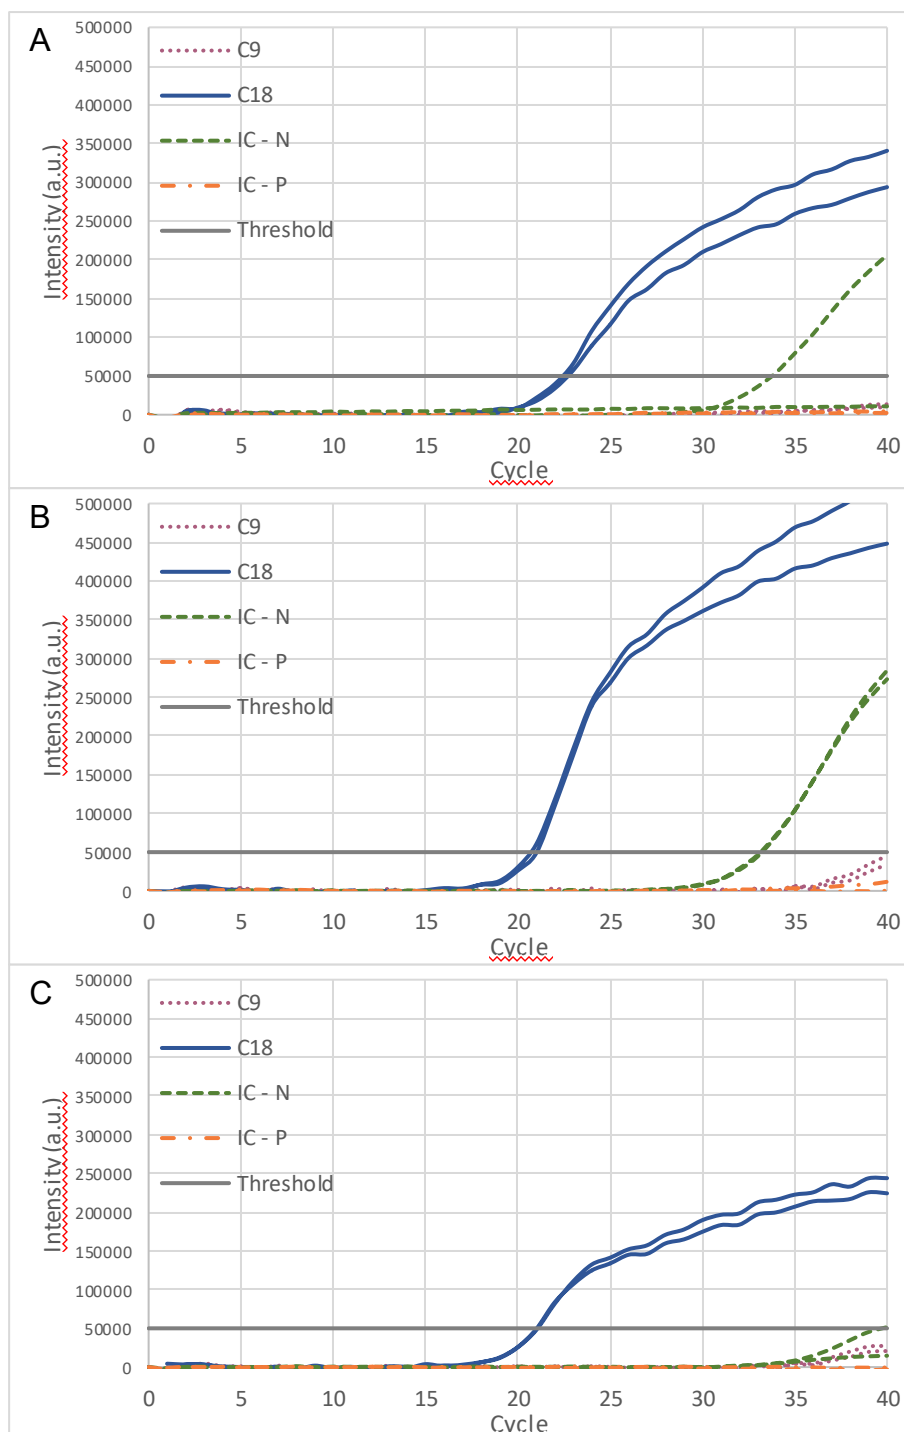 A
500000
450000
400000
350000
300000
250000
200000
150000
100000
50000
0
Intensity (a.u.)
C9
C18
IC - N
IC - P
Threshold
0 5 10 15 20 25 30 35 40
Cycle
B
500000
450000
400000
350000
300000
250000
200000
150000
100000
50000
0
Intensity (a.u.)
C9
C18
IC - N
IC - P
Threshold
0 5 10 15 20 25 30 35 40
Cycle
C
500000
450000
400000
350000
300000
250000
200000
150000
100000
50000
0
Intensity (a.u.)
C9
C18
IC - N
IC - P
Threshold
0 5 10 15 20 25 30 35 40
Cycle